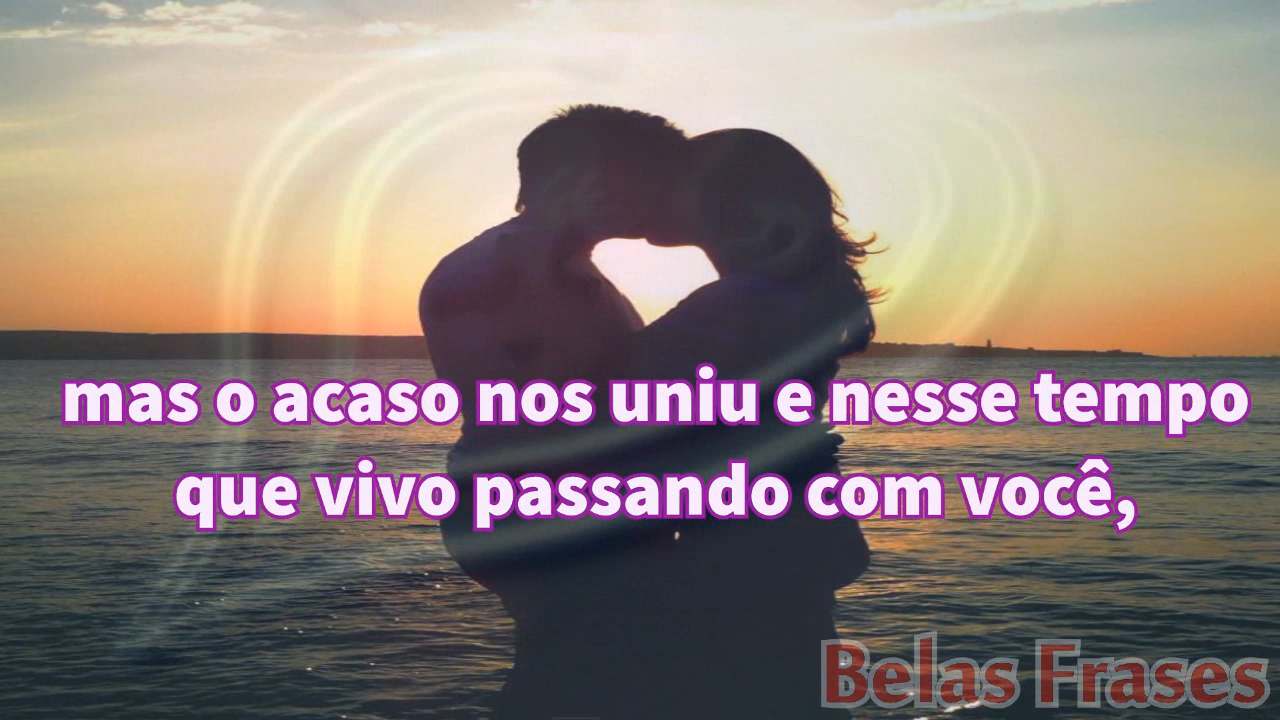 mas o acaso nos uniu e nesse tempo
que vivo passando com você,
Belas Frases